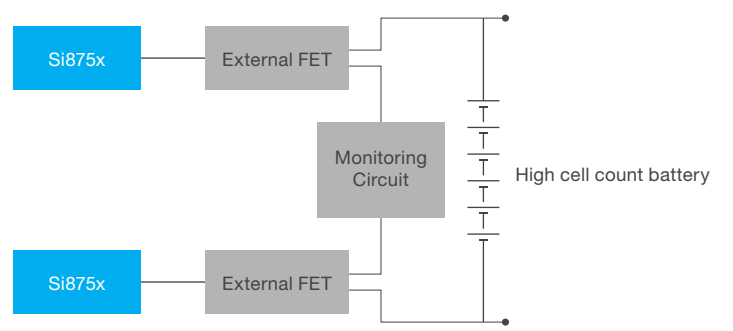 Si875x
External FET
Monitoring
Circuit
High cell count battery
Si875x
External FET